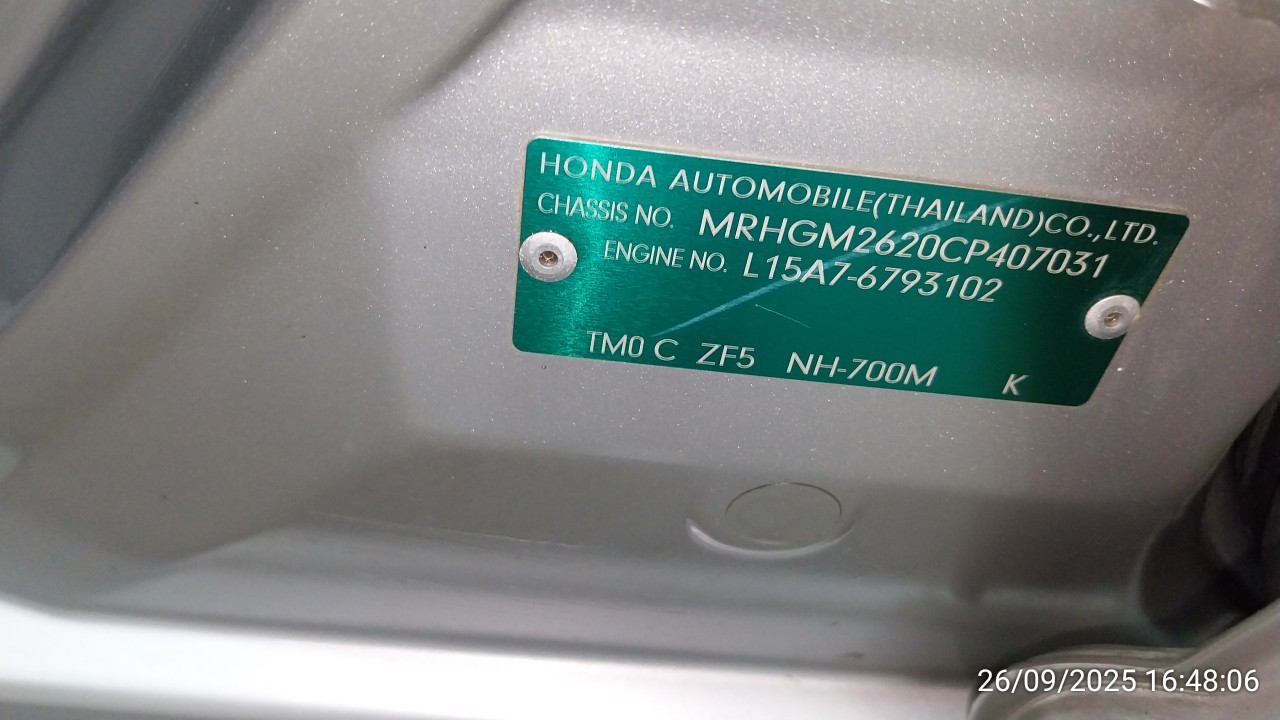 HONDA AUTOMOBILE(THAILAND)CO.,LTD.
CHASSIS NO. MRHGM2620CP407031
ENGINE NO. L15A7-6793102
TM0 C ZF5 NH-700M K
26/09/2025 16:48:06